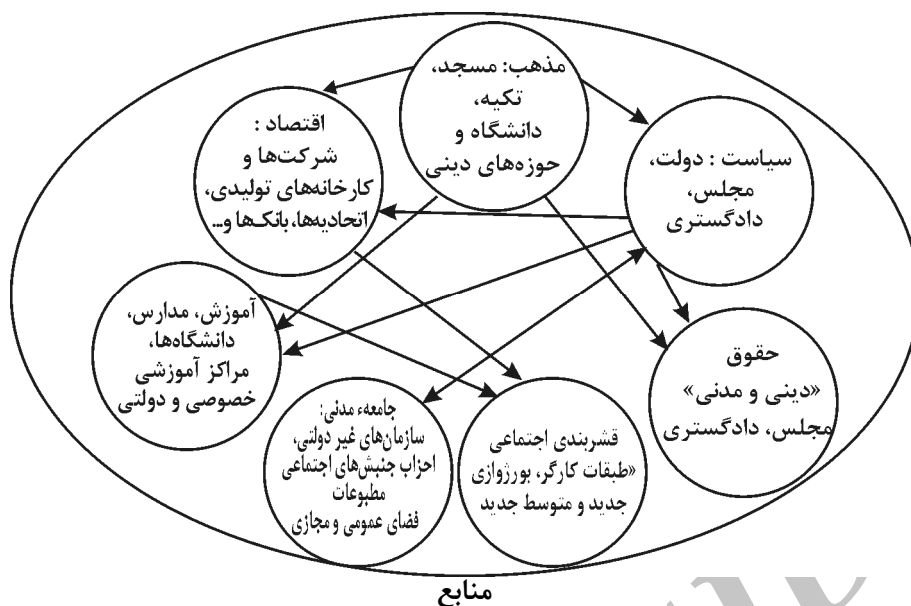 مذهب: مسجد،
تکیه،
دانشگاه و
حوزه‌های دینی
سیاست : دولت،
مجلس،
دادگستری
اقتصاد :
شرکت‌ها و
کارخانه‌های تولیدی،
اتحادیه‌ها، بانک‌ها و...
آموزش، مدارس،
دانشگاه‌ها،
مراکز آموزشی
خصوصی و دولتی
حقوق
«دینی و مدنی»
مجلس، دادگستری
قشربندی اجتماعی
«طبقات کارگر، بورژوازی
جدید و متوسط جدید
جامعهء مدنی:
سازمان‌های غیر دولتی،
احزاب جنبش‌های اجتماعی
مطبوعات
فضای عمومی و مجازی
منابع